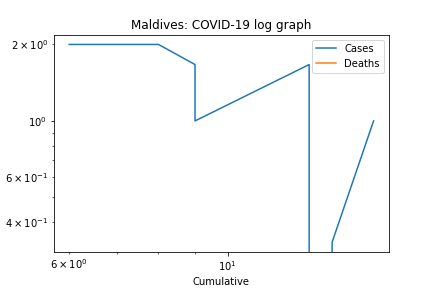 Maldives: COVID-19 log graph
2 × 10⁰
10⁰
6 × 10⁻¹
4 × 10⁻¹
Cases
Deaths
6 × 10⁰
10¹
Cumulative